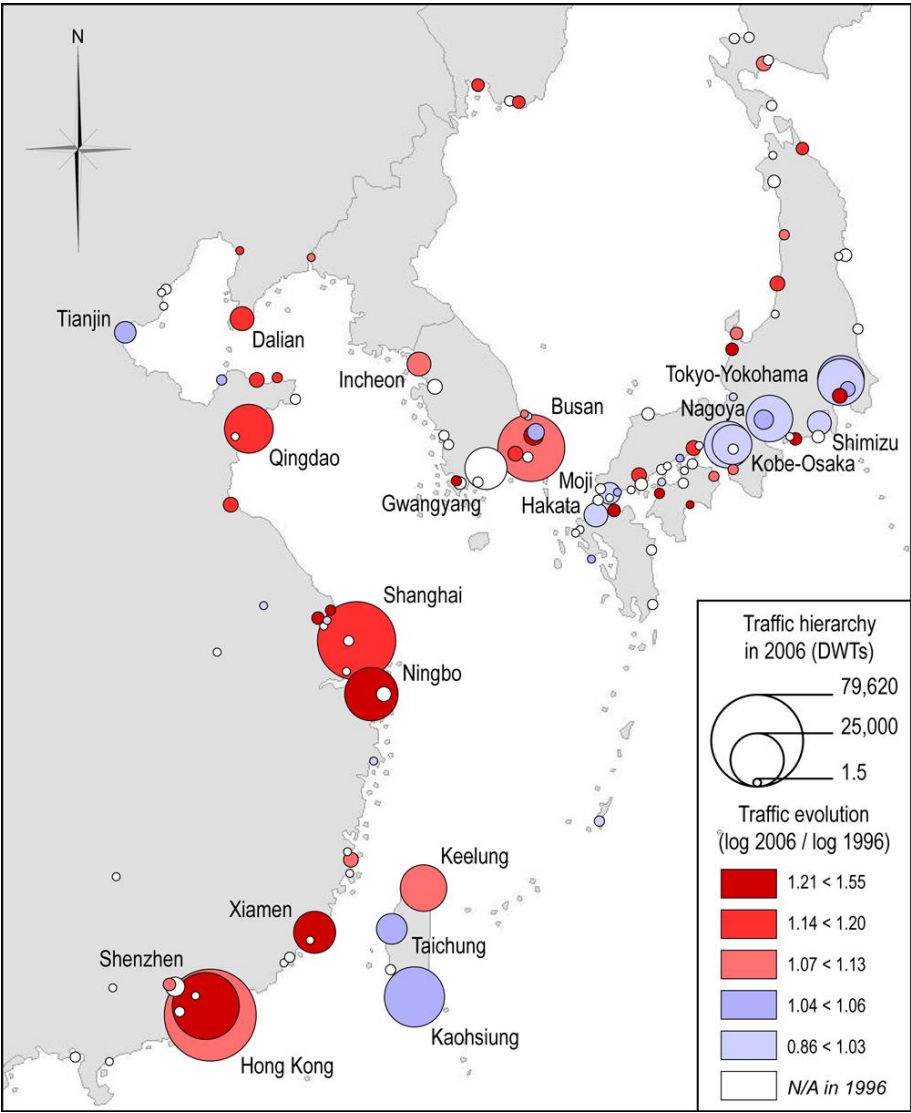 N
Tianjin
Dalian
Incheon
Qingdao
Busan
Gwangyang
Moji
Hakata
Tokyo-Yokohama
Nagoya
Shimizu
Kobe-Osaka
Shanghai
Ningbo
Keelung
Xiamen
Taichung
Shenzhen
Kaohsiung
Hong Kong
Traffic hierarchy
in 2006 (DWTs)
79,620
25,000
1.5
Traffic evolution
(log 2006 / log 1996)
1.21 < 1.55
1.14 < 1.20
1.07 < 1.13
1.04 < 1.06
0.86 < 1.03
N/A in 1996